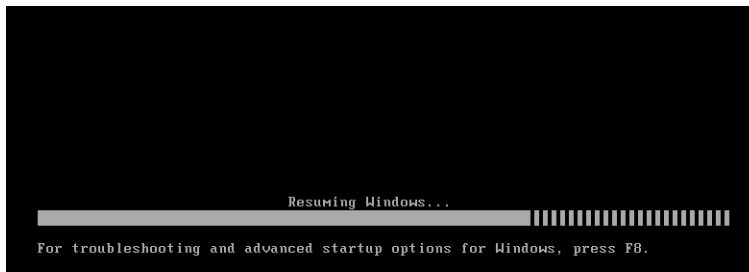 Resuming Windows...
For troubleshooting and advanced startup options for Windows, press F8.